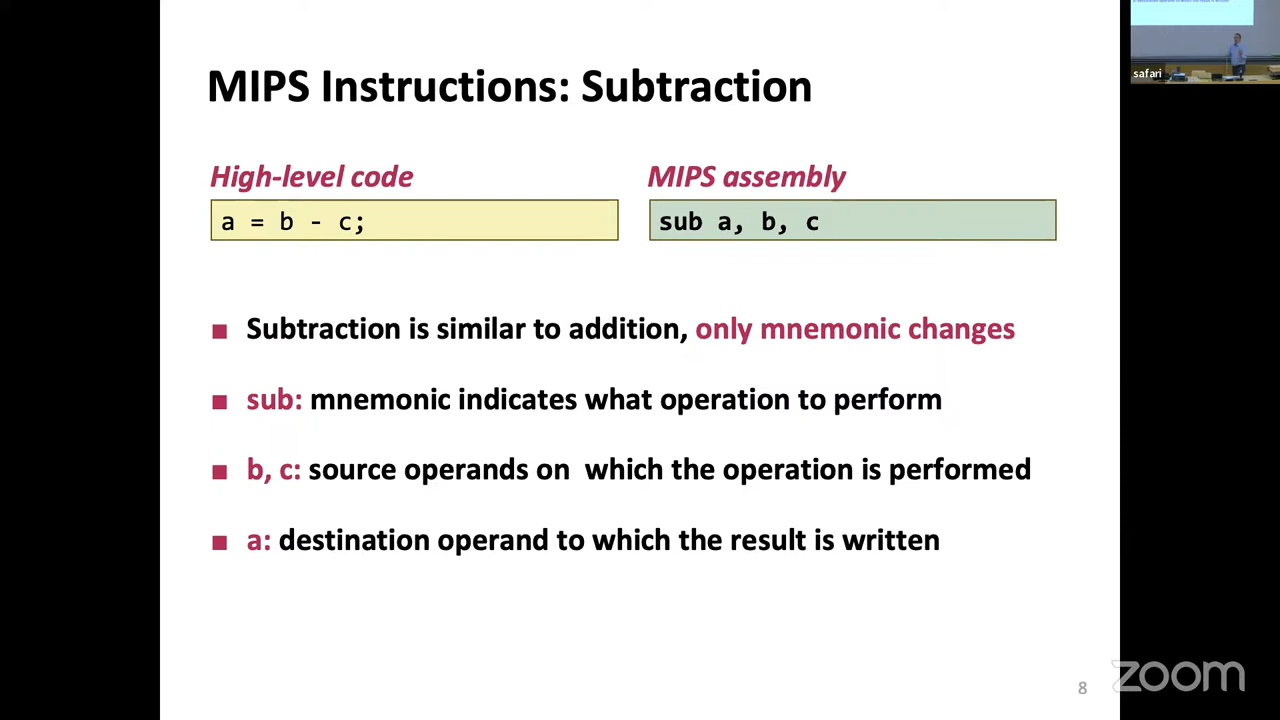 MIPS Instructions: Subtraction
High-level code
MIPS assembly
a = b - c;
sub a, b, c
■ Subtraction is similar to addition, only mnemonic changes
■ sub: mnemonic indicates what operation to perform
■ b, c: source operands on which the operation is performed
■ a: destination operand to which the result is written
8
safari
zoom